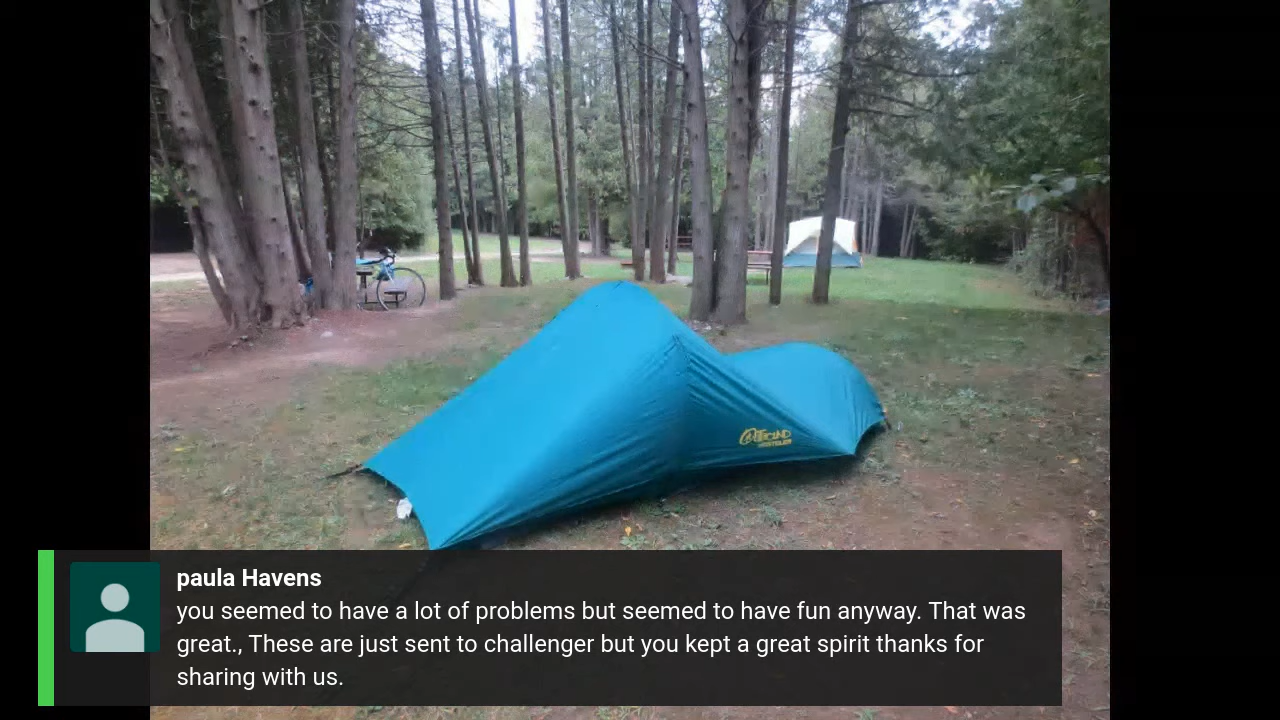 OUTBOUND
paula Havens
you seemed to have a lot of problems but seemed to have fun anyway. That was
great., These are just sent to challenger but you kept a great spirit thanks for
sharing with us.